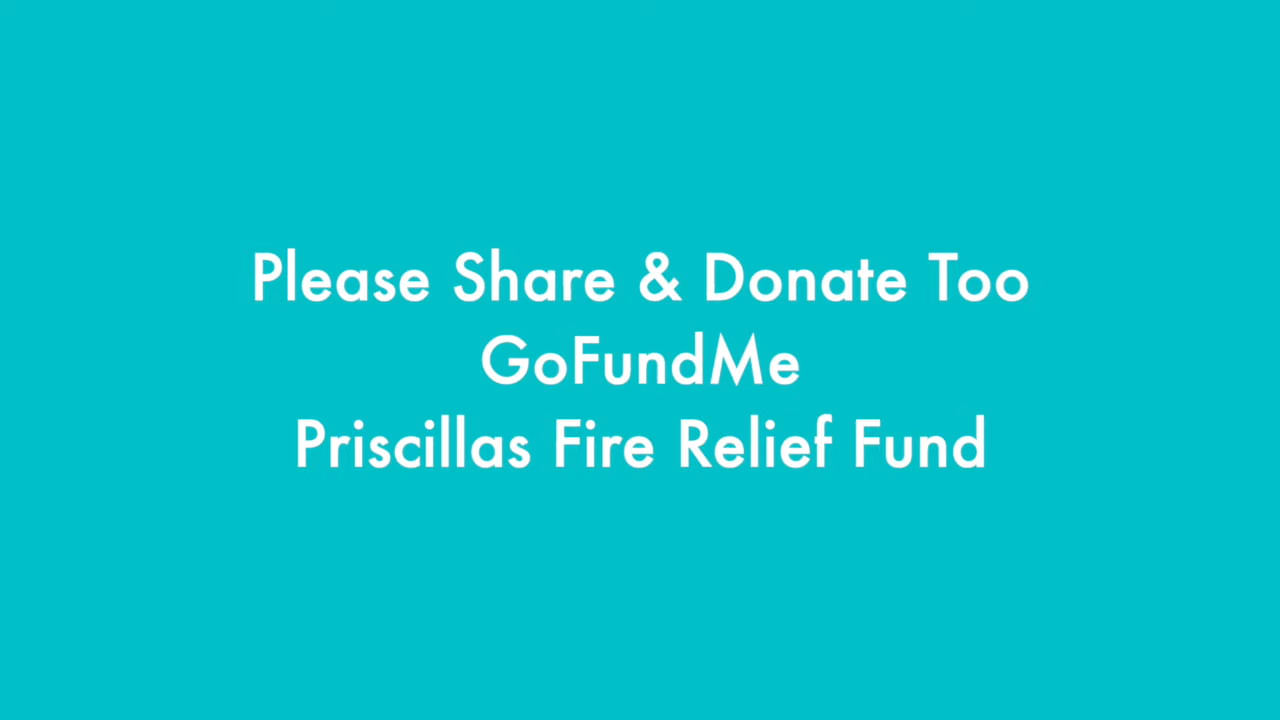 Please Share & Donate Too
GoFundMe
Priscillas Fire Relief Fund